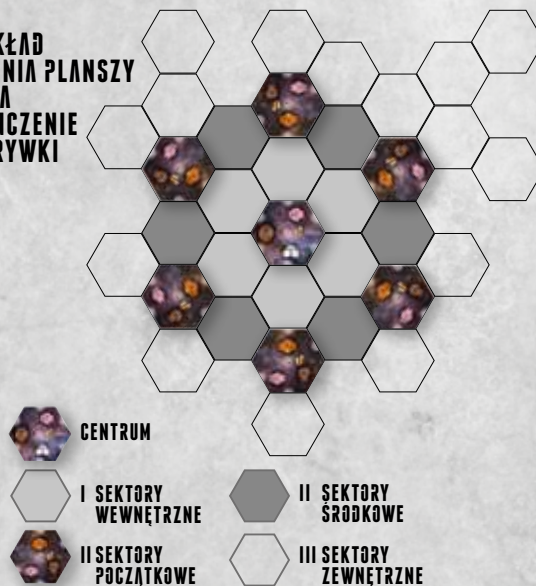 KŁAD
NIA PLANSZY
A
CZENIE
RYWKI
CENTRUM
I SEKTORY
WEWNĘTRZNE
II SEKTORY
ŚRODKOWE
II SEKTORY
POCZĄTKOWE
III SEKTORY
ZEWNĘTRZNE